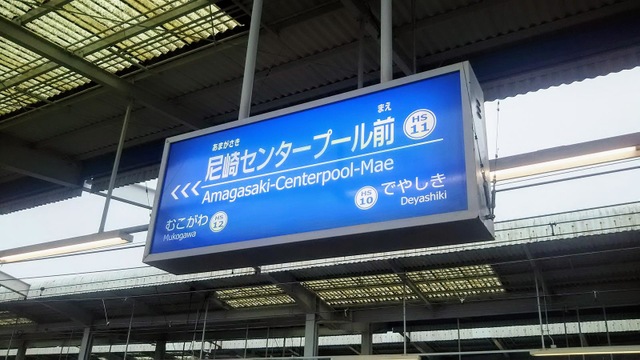 あまがさき まえ
尼崎センタープール前 HS 11
<<< Amagasaki-Centerpool-Mae
むこがわ HS 12 HS 10 でやしき
Mukogawa Deyashiki